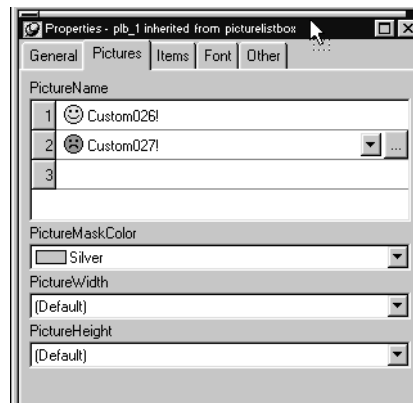 Properties - plb_1 inherited from picturelistbox
General Pictures Items Font Other
PictureName
1 Custom026!
2 Custom027! ...
3
PictureMaskColor
Silver
PictureWidth
(Default)
PictureHeight
(Default)